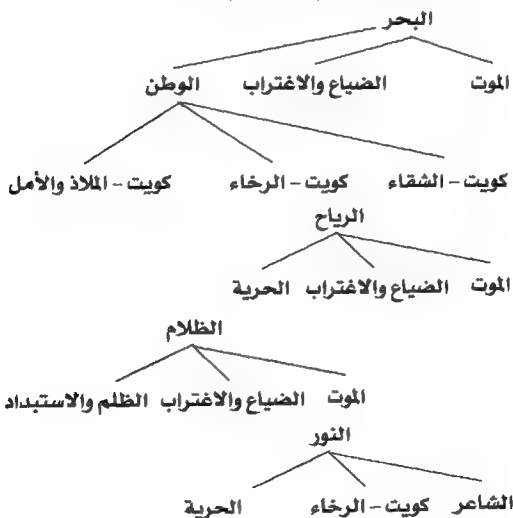 البحر
الموت الضياع والاغتراب الوطن
كويت - الشقاء كويت - الرخاء كويت - الملاذ والأمل
الرياح
الموت الضياع والاغتراب الحرية
الظلام
الموت الضياع والاغتراب الظلم والاستبداد
النور
الشاعر كويت - الرخاء الحرية